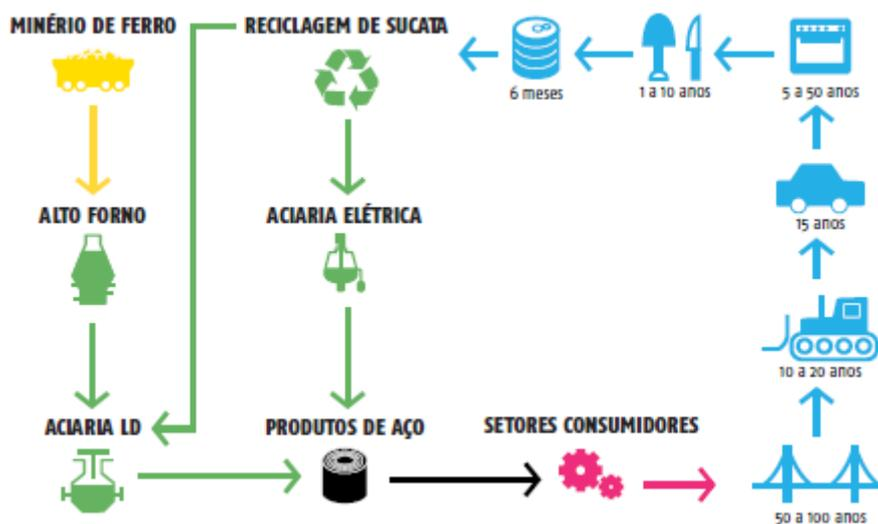 MINÉRIO DE FERRO
RECICLAGEM DE SUCATA
6 meses
1 a 10 anos
5 a 50 anos
ALTO FORNO
ACIARIA ELÉTRICA
15 anos
10 a 20 anos
ACIARIA LD
PRODUTOS DE AÇO
SETORES CONSUMIDORES
50 a 100 anos